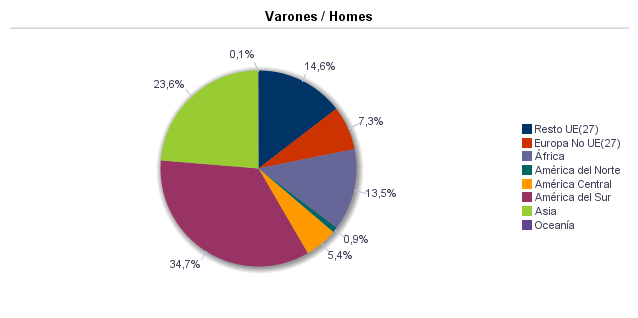 Varones / Homes
0,1%
14,6%
23,6%
7,3%
13,5%
0,9%
5,4%
34,7%
Resto UE(27)
Europa No UE(27)
África
América del Norte
América Central
América del Sur
Asia
Oceanía